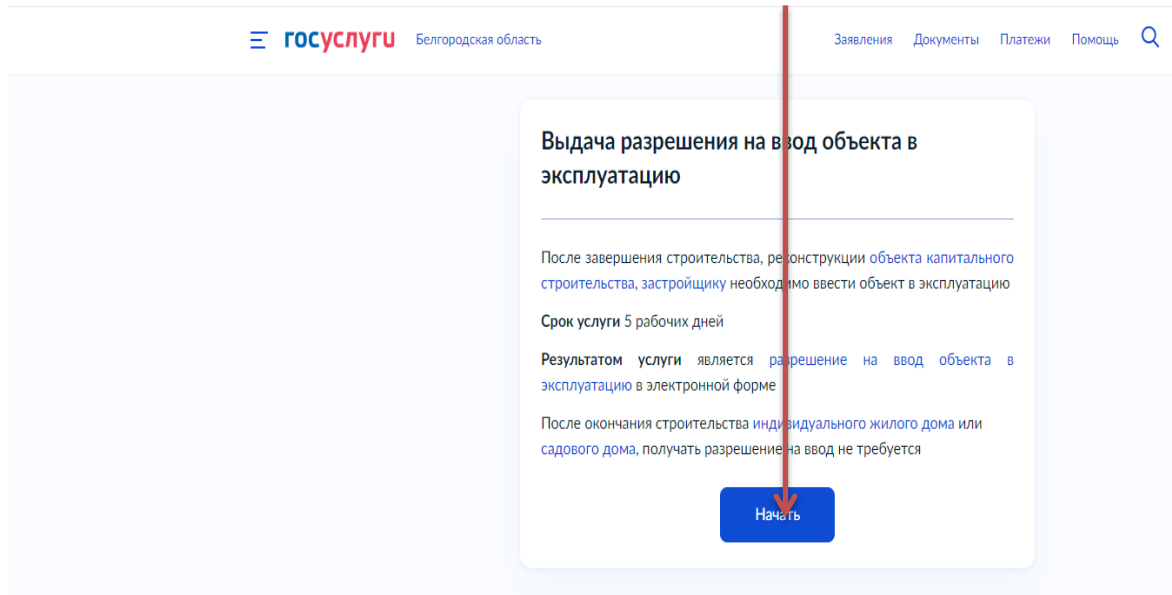 госуслуги Белгородская область Заявления Документы Платежи Помощь
Выдача разрешения на ввод объекта в
эксплуатацию
После завершения строительства, реконструкции объекта капитального
строительства, застройщику необходимо ввести объект в эксплуатацию
Срок услуги 5 рабочих дней
Результатом услуги является разрешение на ввод объекта в
эксплуатацию в электронной форме
После окончания строительства индивидуального жилого дома или
садового дома, получать разрешение на ввод не требуется
Начать